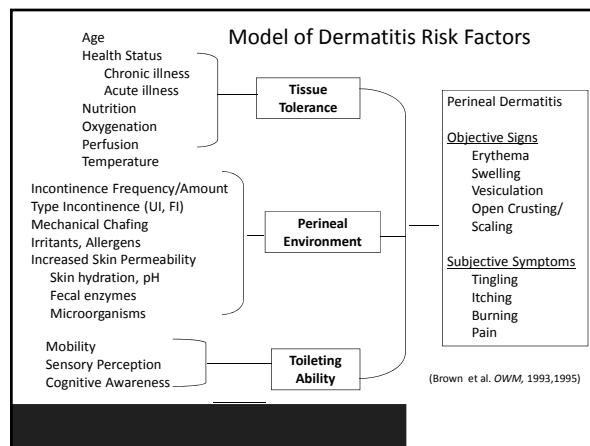 Model of Dermatitis Risk Factors
Age
Health Status
Chronic illness
Acute illness
Nutrition
Oxygenation
Perfusion
Temperature
Tissue
Tolerance
Incontinence Frequency/Amount
Type Incontinence (UI, FI)
Mechanical Chafing
Irritants, Allergens
Increased Skin Permeability
Skin hydration, pH
Fecal enzymes
Microorganisms
Perineal
Environment
Mobility
Sensory Perception
Cognitive Awareness
Toileting
Ability
Perineal Dermatitis
Objective Signs
Erythema
Swelling
Vesiculation
Open Crusting/
Scaling
Subjective Symptoms
Tingling
Itching
Burning
Pain
(Brown et al. OWM, 1993,1995)